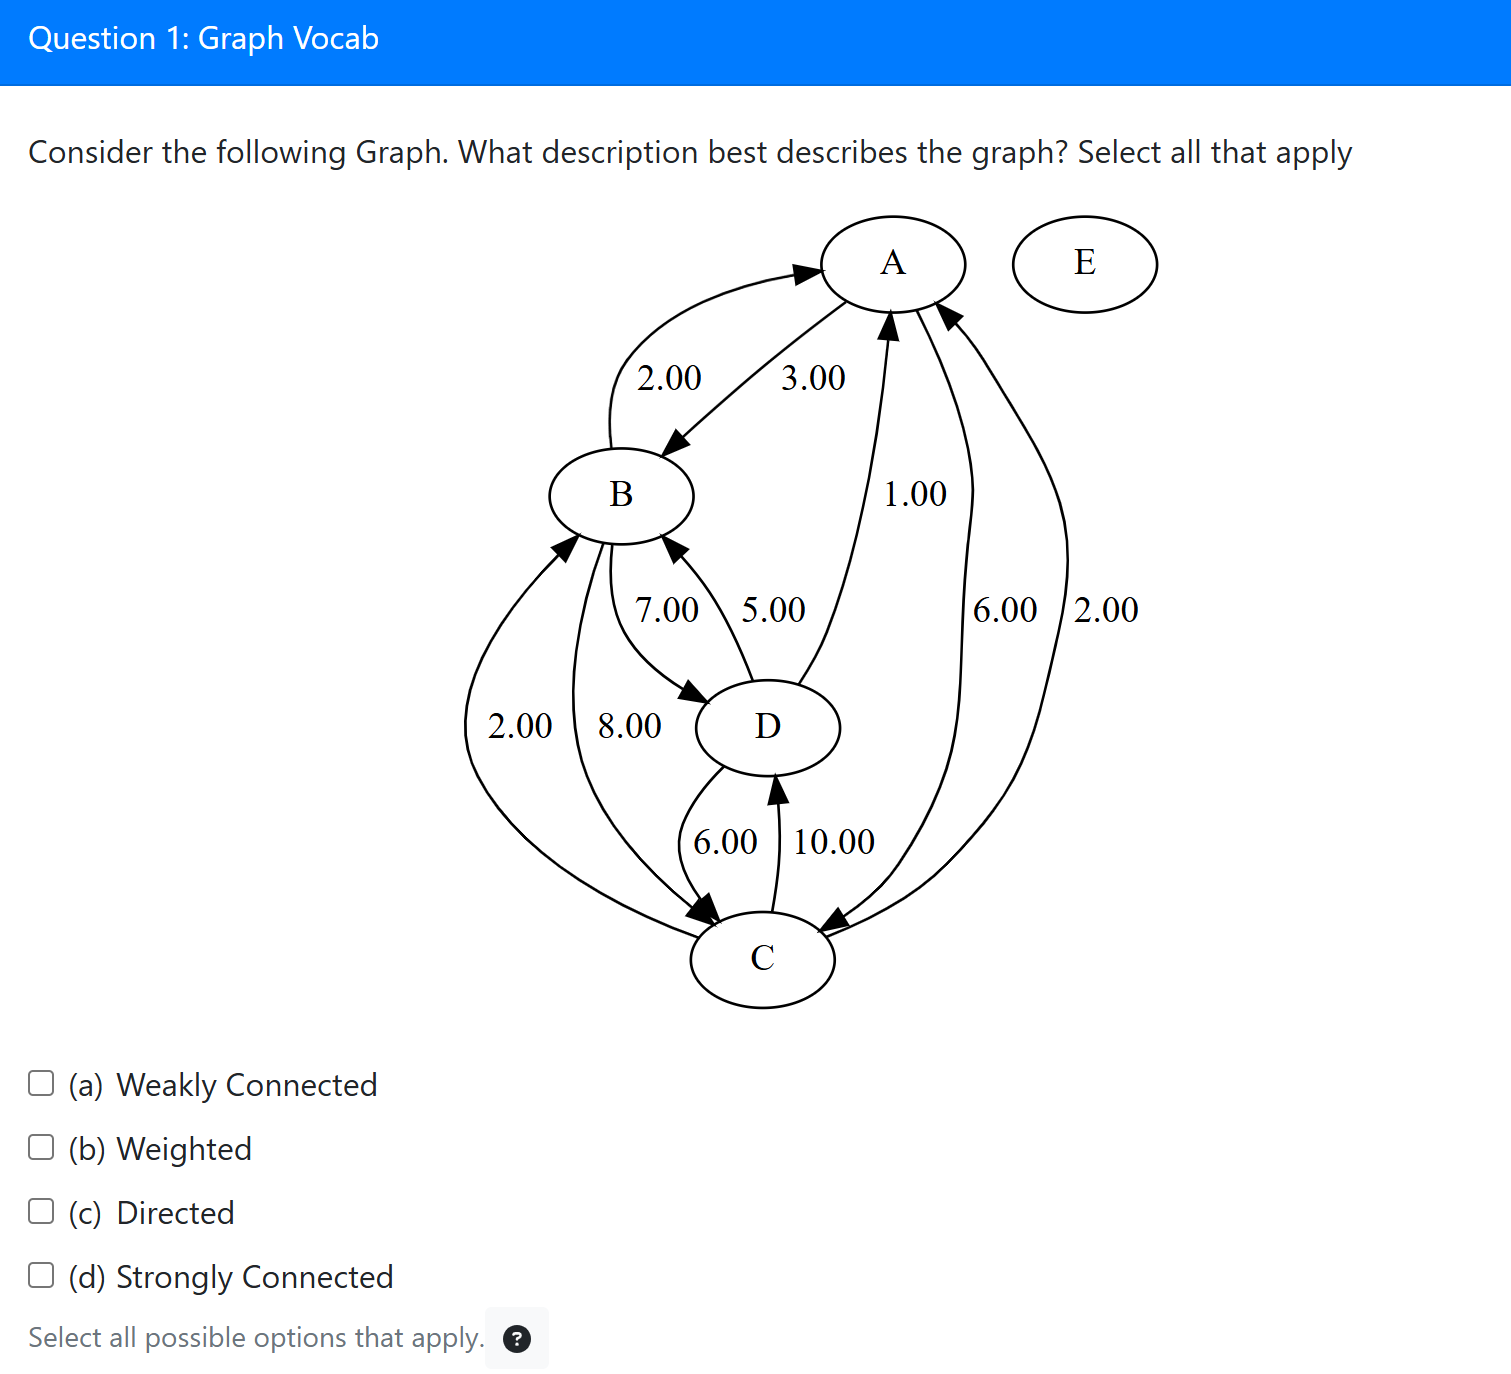 Question 1: Graph Vocab
Consider the following Graph. What description best describes the graph? Select all that apply
A E
2.00 3.00
B 1.00
7.00 5.00 6.00 2.00
2.00 8.00 D
6.00 10.00
C
(a) Weakly Connected
(b) Weighted
(c) Directed
(d) Strongly Connected
Select all possible options that apply. ?